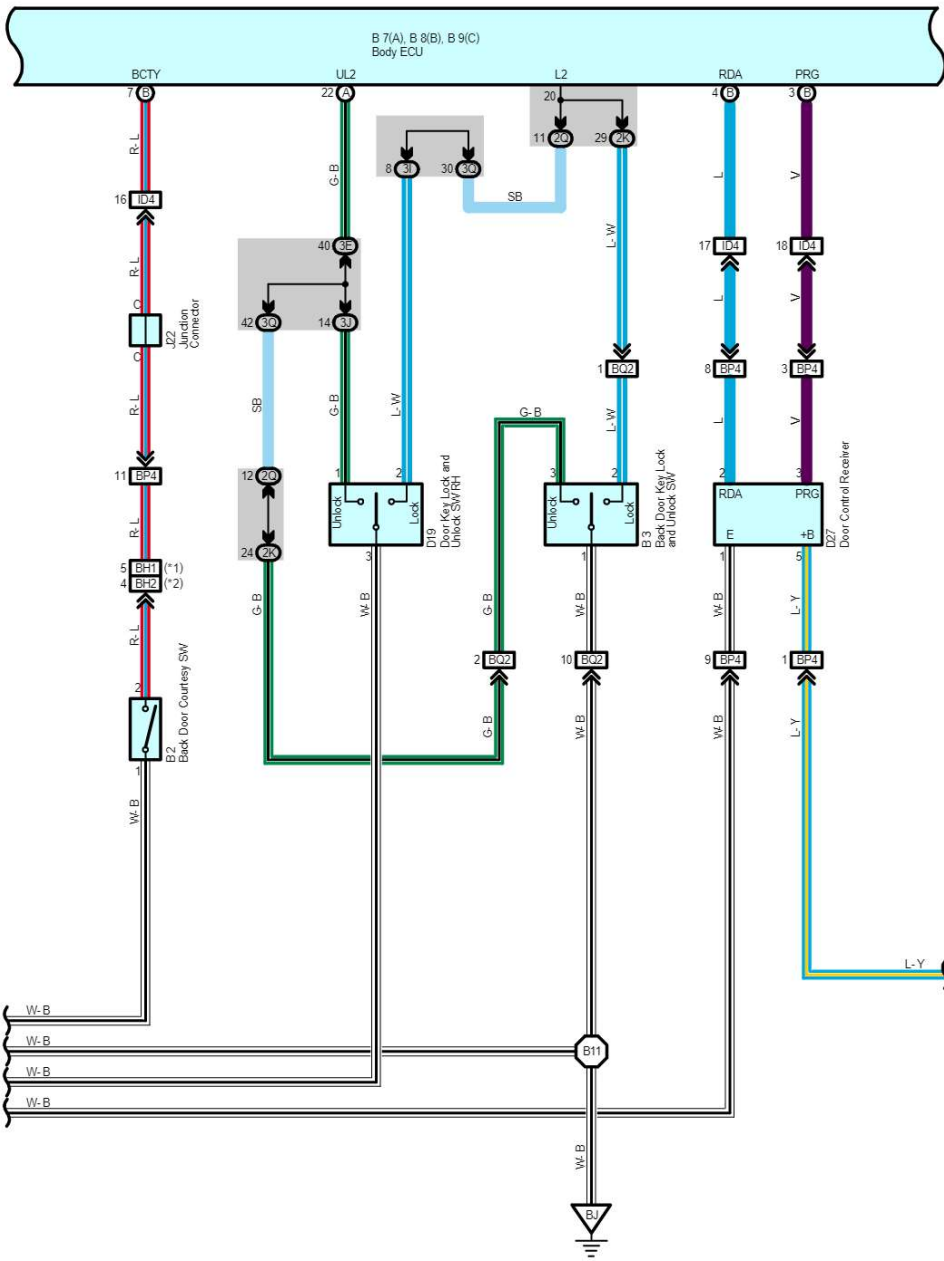 B 7(A), B 8(B), B 9(C)
Body ECU
BCTY
UL2
L2
RDA
PRG
7 B
22 A
20
4 B
3 B
11 2Q
29 2K
8 3I
30 3Q
R-L
G-B
SB
L
V
16 ID4
40 3E
L-W
17 ID4
18 ID4
R-L
C
J22
Junction
Connector
C
42 3Q
14 3J
L
V
1 BQ2
8 BP4
3 BP4
R-L
SB
G-B
L-W
G-B
L-W
L
V
11 BP4
12 2Q
1
2
3
2
2
3
Unlock
Lock
D19
Door Key Lock and
Unlock SW RH
Unlock
Lock
B 3
Back Door Key Lock
and Unlock SW
RDA
PRG
E
+B
D27
Door Control Receiver
R-L
24 2K
3
1
1
5
5 BH1 (*1)
4 BH2 (*2)
G-B
W-B
G-B
W-B
W-B
L-Y
R-L
2 BQ2
10 BQ2
9 BP4
1 BP4
2
B 2
Back Door Courtesy SW
1
G-B
W-B
W-B
L-Y
W-B
L-Y
W-B
W-B
B11
W-B
W-B
W-B
BJ